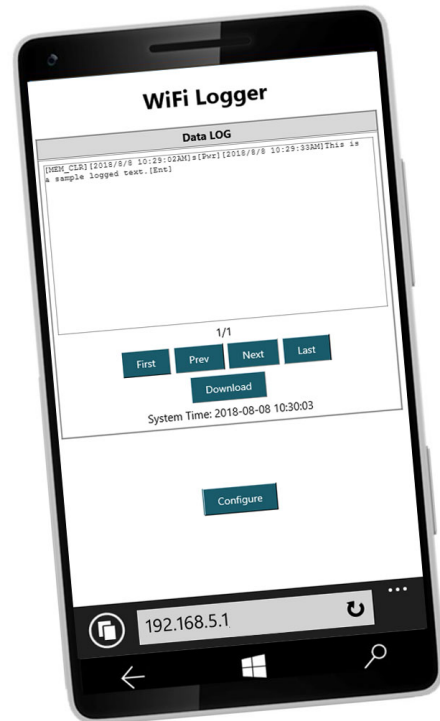 WiFi Logger
Data LOG
[MEM_CLR][2018/8/8 10:29:02AM]s[Pwr][2018/8/8 10:29:33AM]This is
a sample logged text.[Ent]
1/1
First Prev Next Last
Download
System Time: 2018-08-08 10:30:03
Configure
192.168.5.1